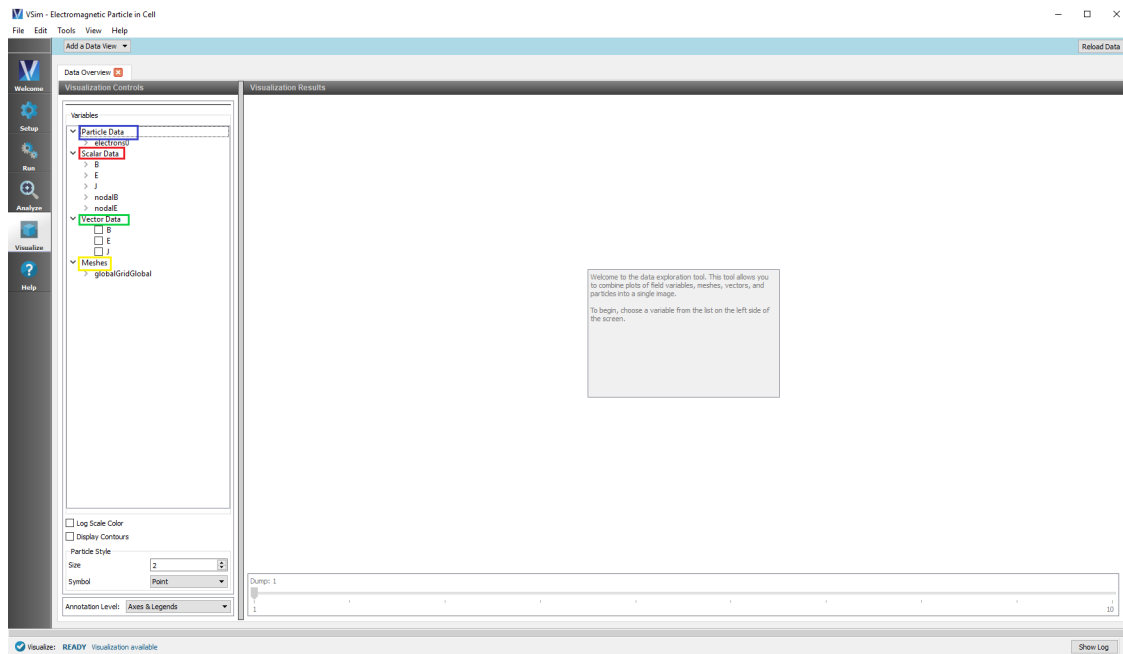 VSim - Electromagnetic Particle in Cell
File Edit Tools View Help
Add a Data View
Reload Data
Welcome
Setup
Run
Analyze
Visualize
Help
Data Overview
Visualization Controls
Variables
Particle Data
electrons0
Scalar Data
B
E
J
nodalB
nodalE
Vector Data
B
E
J
Meshes
globalGridGlobal
Log Scale Color
Display Contours
Particle Style
Size 2
Symbol Point
Annotation Level: Axes & Legends
Visualization Results
Welcome to the data exploration tool. This tool allows you
to combine plots of field variables, meshes, vectors, and
particles into a single image.
To begin, choose a variable from the list on the left side of
the screen.
Dump: 1
1 10
Visualize: READY Visualization available
Show Log